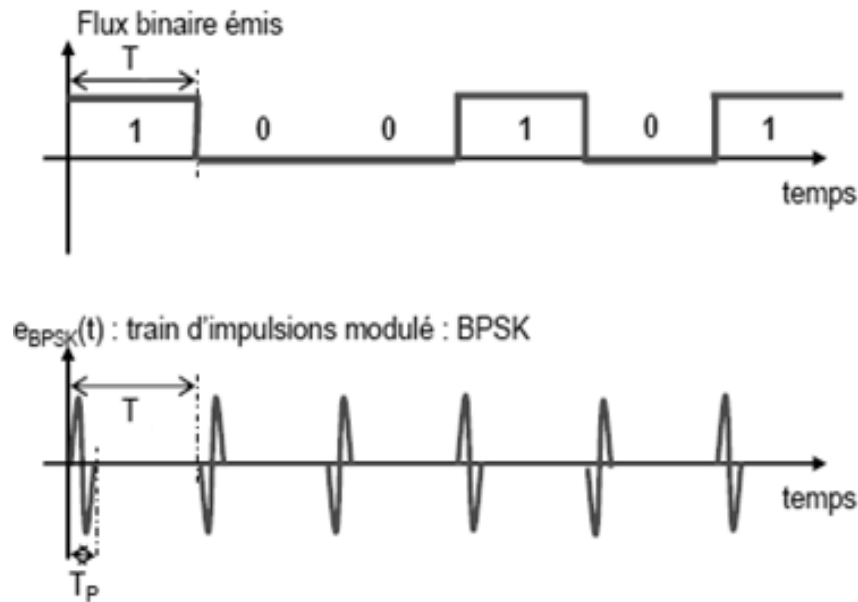 Flux binaire émis
T
1 0 0 1 0 1
temps
eBPSK(t) : train d'impulsions modulé : BPSK
T
temps
TP